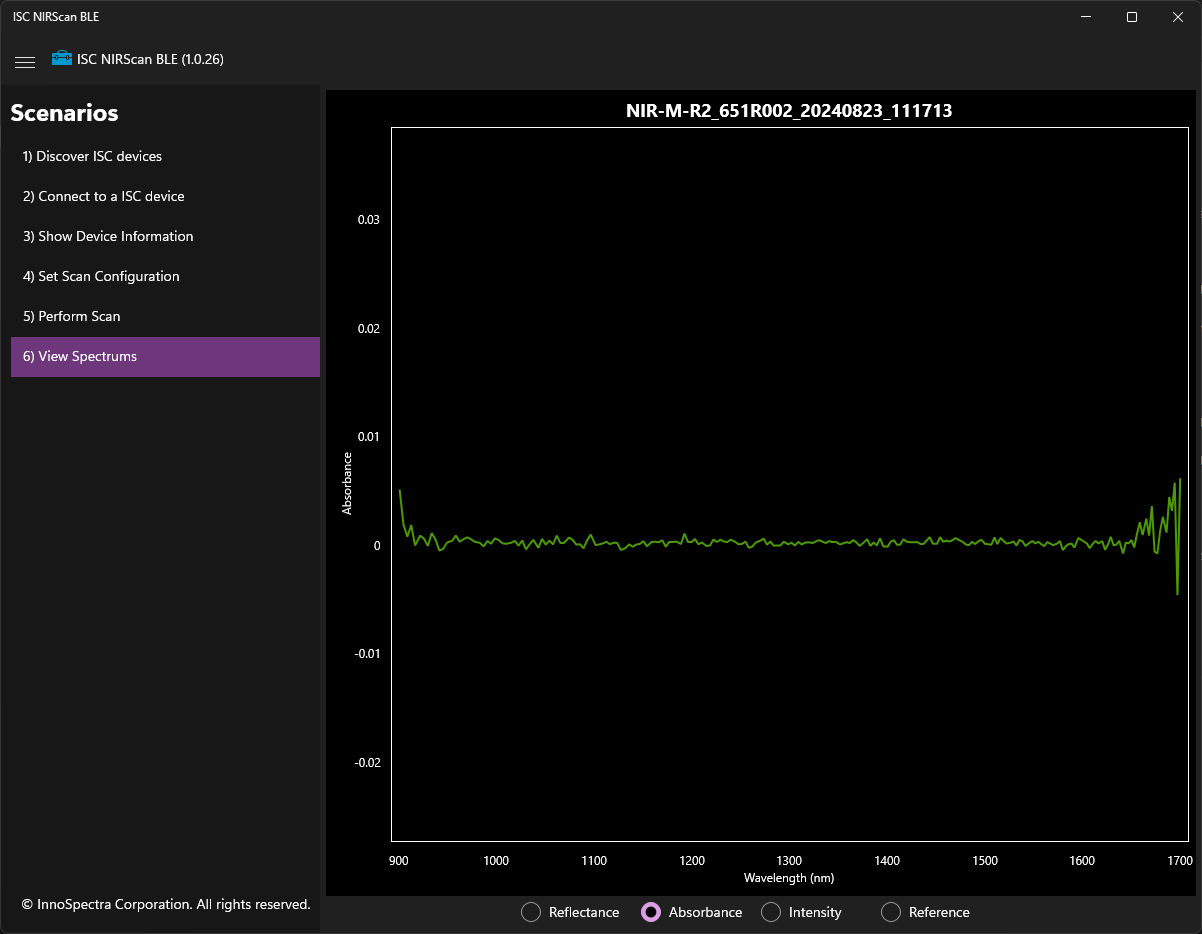 ISC NIRScan BLE
ISC NIRScan BLE (1.0.26)
Scenarios
1) Discover ISC devices
2) Connect to a ISC device
3) Show Device Information
4) Set Scan Configuration
5) Perform Scan
6) View Spectrums
© InnoSpectra Corporation. All rights reserved.
NIR-M-R2_651R002_20240823_111713
0.03
0.02
0.01
0
-0.01
-0.02
Absorbance
900 1000 1100 1200 1300 1400 1500 1600 1700
Wavelength (nm)
Reflectance Absorbance Intensity Reference